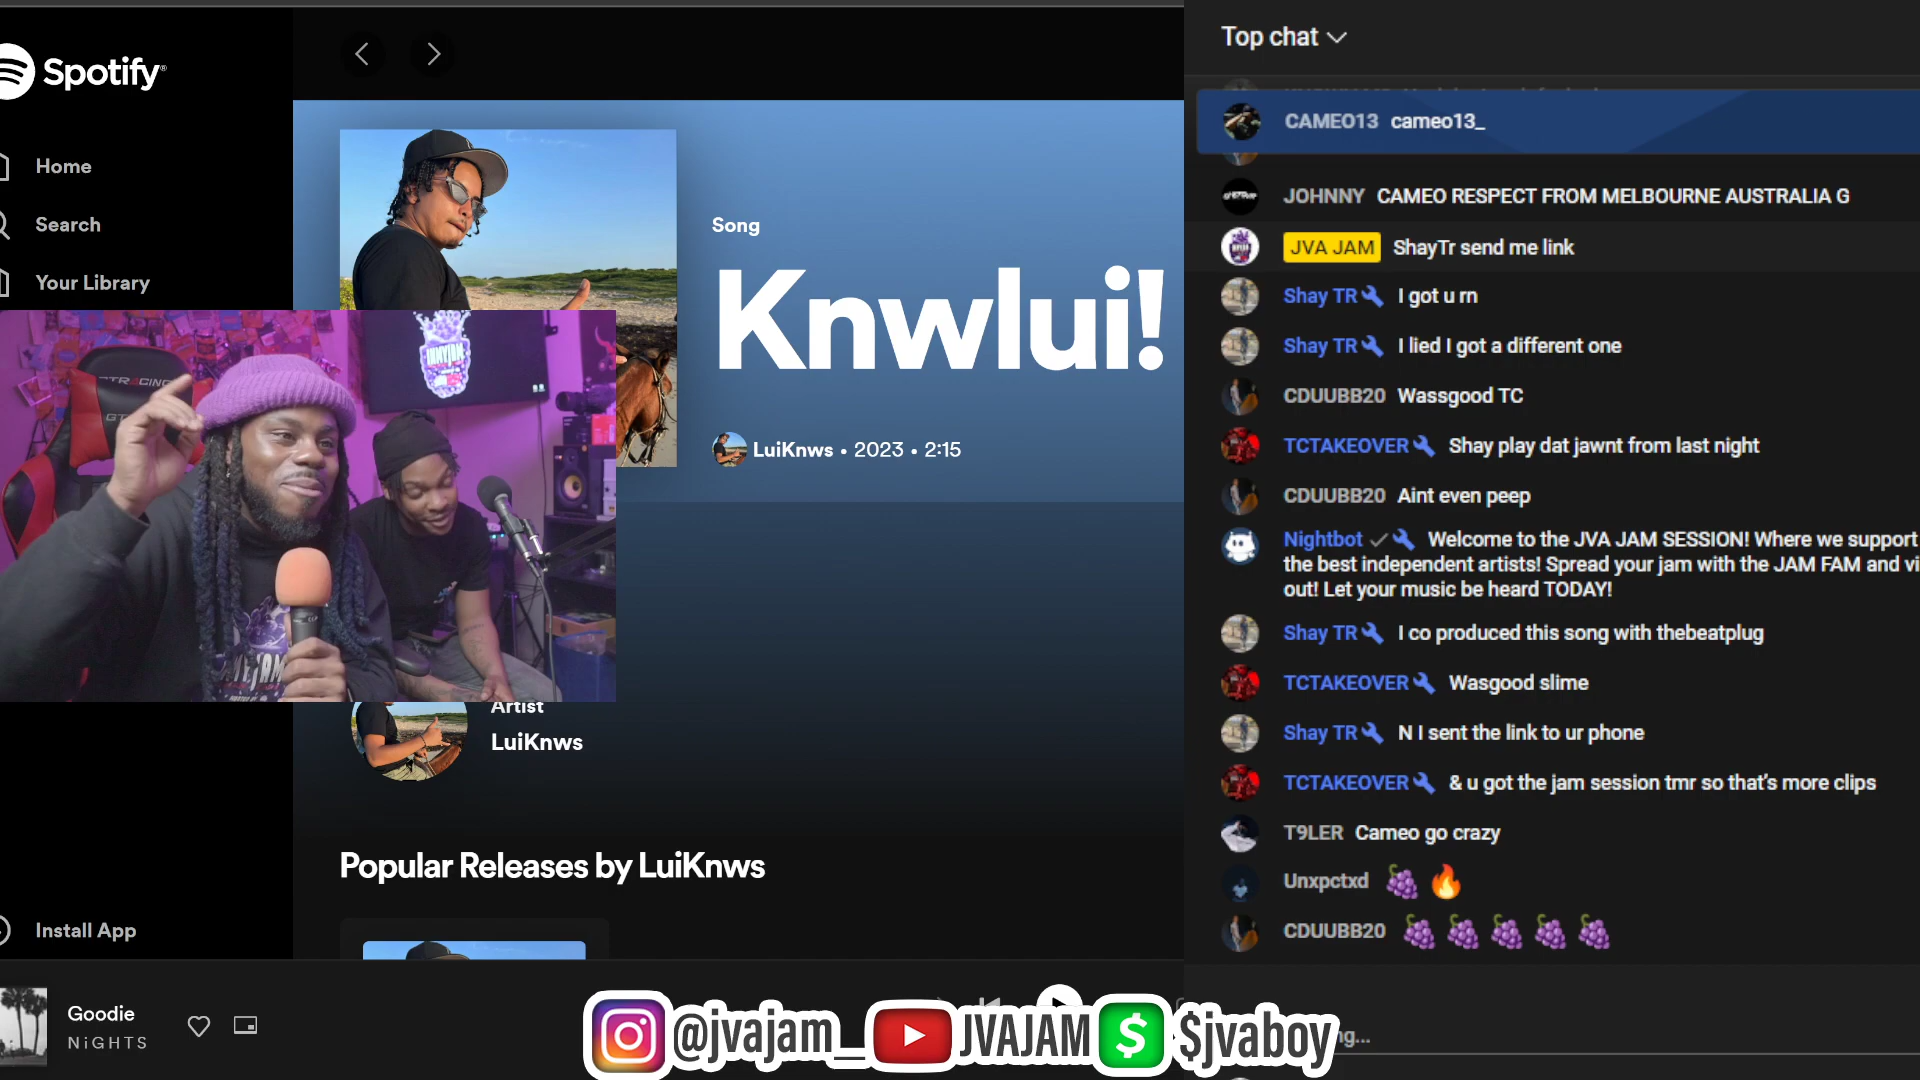 Spotify
Home
Search
Your Library
Install App
Song
Knwlui!
LuiKnws • 2023 • 2:15
GTRACING
GT
Artist
LuiKnws
Popular Releases by LuiKnws
Goodie
NiGHTS
@jvajam_
JVAJAM
$jvaboy
Top chat
CAMEO13 cameo13_
JOHNNY CAMEO RESPECT FROM MELBOURNE AUSTRALIA G
JVA JAM ShayTr send me link
Shay TR I got u rn
Shay TR I lied I got a different one
CDUUBB20 Wassgood TC
TCTAKEOVER Shay play dat jawnt from last night
CDUUBB20 Aint even peep
Nightbot Welcome to the JVA JAM SESSION! Where we support
the best independent artists! Spread your jam with the JAM FAM and
out! Let your music be heard TODAY!
Shay TR I co produced this song with thebeatplug
TCTAKEOVER Wasgood slime
Shay TR N I sent the link to ur phone
TCTAKEOVER & u got the jam session tmr so that's more clips
T9LER Cameo go crazy
Unxpctxd 🍇 🔥
CDUUBB20 🍇 🍇 🍇 🍇 🍇